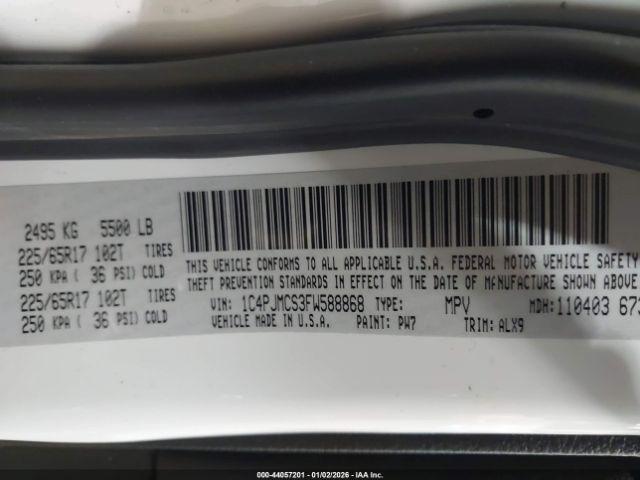 2495 KG 5500 LB
225/65R17 102T TIRES
250 KPA ( 36 PSI) COLD
225/65R17 102T TIRES
250 KPA ( 36 PSI) COLD
THIS VEHICLE CONFORMS TO ALL APPLICABLE U.S.A. FEDERAL MOTOR VEHICLE SAFETY
THEFT PREVENTION STANDARDS IN EFFECT ON THE DATE OF MANUFACTURE SHOWN ABOVE
VIN: 1C4PJMCS3FW588868 TYPE: MPV MDH: 110403 673
VEHICLE MADE IN U.S.A. PAINT: PW7 TRIM: ALX9
000-44057201 - 01/02/2026 - IAA Inc.